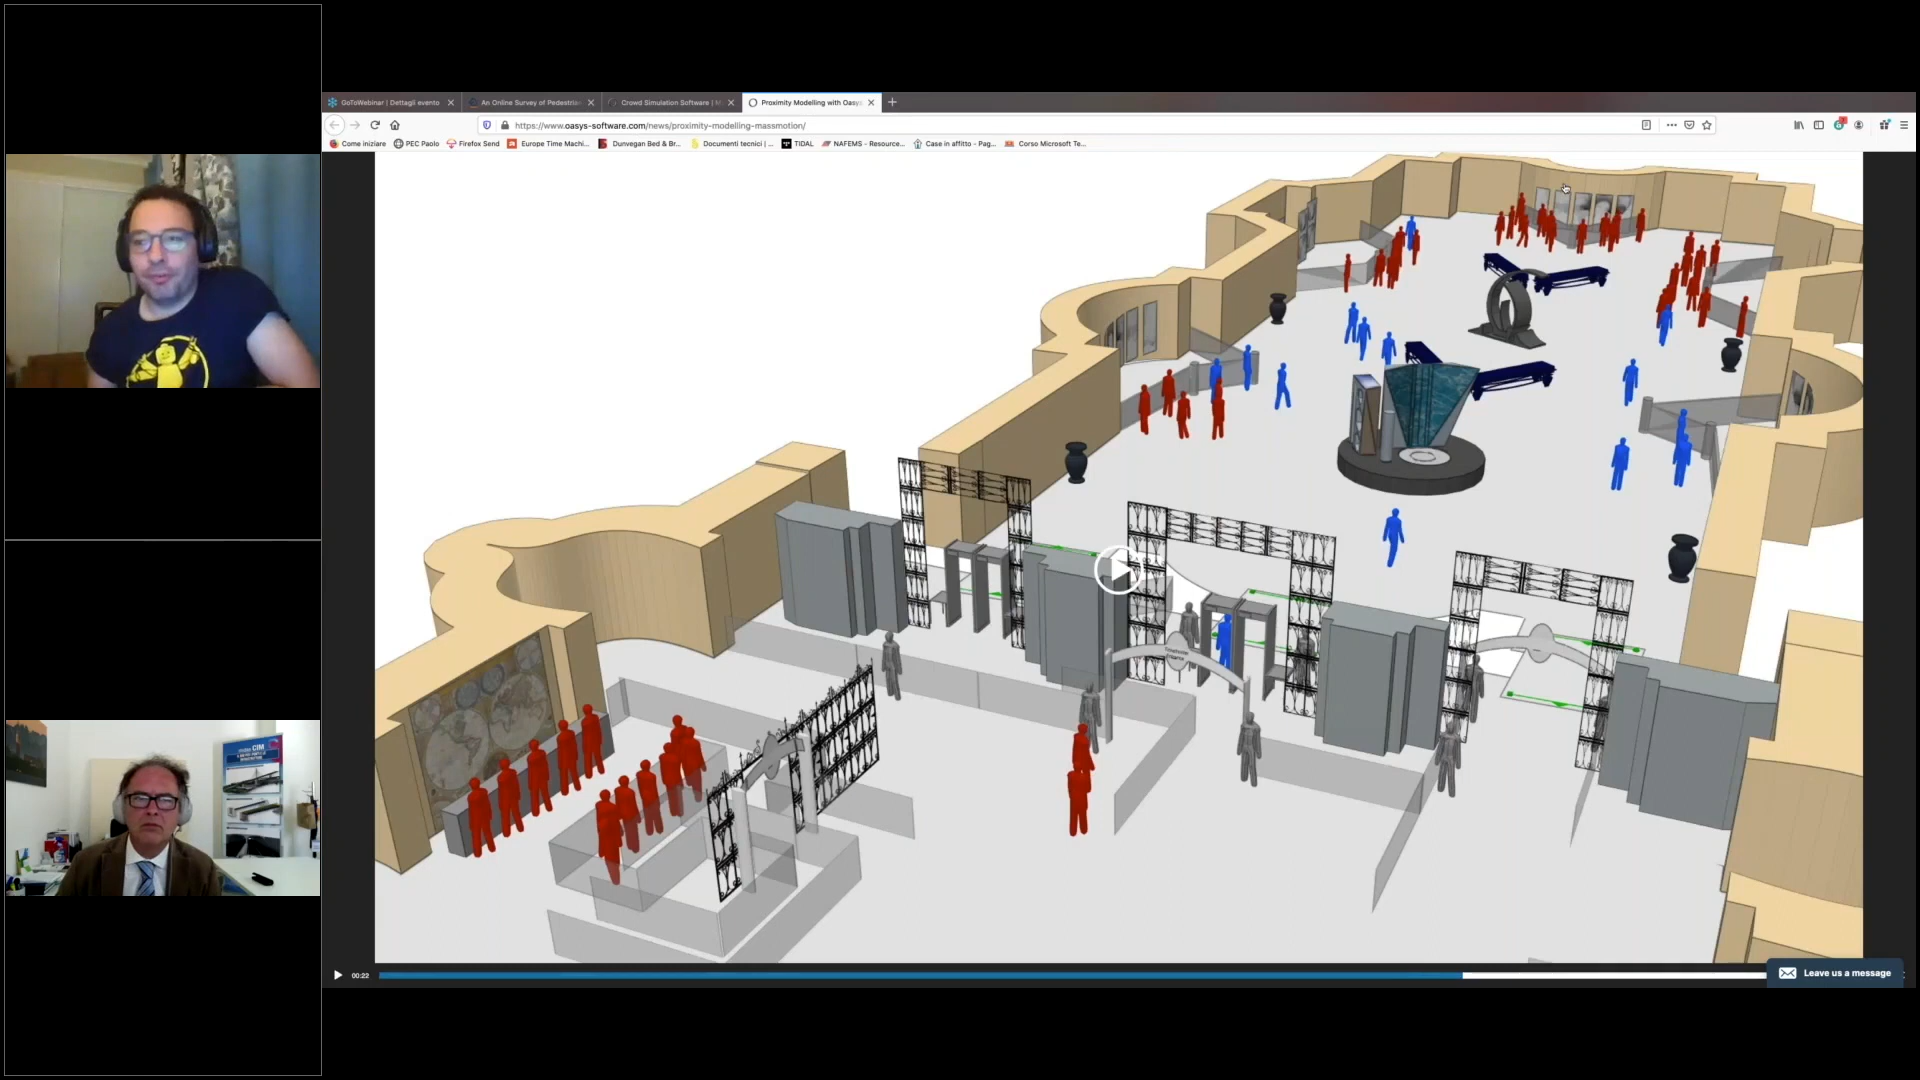 GoToWebinar | Dettagli evento
An Online Survey of Pedestria
Crowd Simulation Software | M
Proximity Modelling with Oasys
https://www.oasys-software.com/news/proximity-modelling-massmotion/
Come iniziare
PEC Paolo
Firefox Send
Europe Time Machi...
Dunvegan Bed & Br...
Documenti tecnici | ...
TIDAL
NAFEMS - Resource...
Case in affitto - Pag...
Corso Microsoft Te...
CIM
00:22
Leave us a message